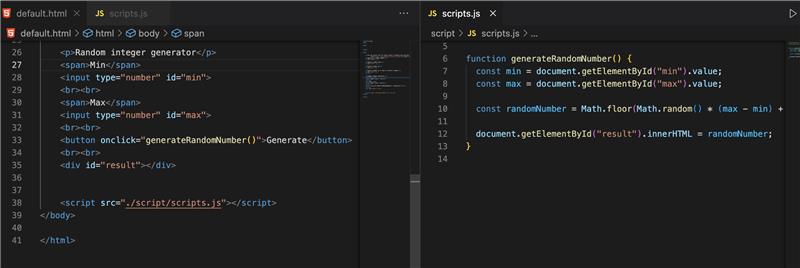 default.html
scripts.js
default.html > html > body > span
26 <p>Random integer generator</p>
27 <span>Min</span>
28 <input type="number" id="min">
29 <br><br>
30 <span>Max</span>
31 <input type="number" id="max">
32 <br><br>
33 <button onclick="generateRandomNumber()">Generate</button>
34 <br><br>
35 <div id="result"></div>
36
37
38 <script src="./script/scripts.js"></script>
39 </body>
40
41 </html>
scripts.js
script > scripts.js > ...
5
6 function generateRandomNumber() {
7 const min = document.getElementById("min").value;
8 const max = document.getElementById("max").value;
9
10 const randomNumber = Math.floor(Math.random() * (max - min) +
11
12 document.getElementById("result").innerHTML = randomNumber;
13 }
14